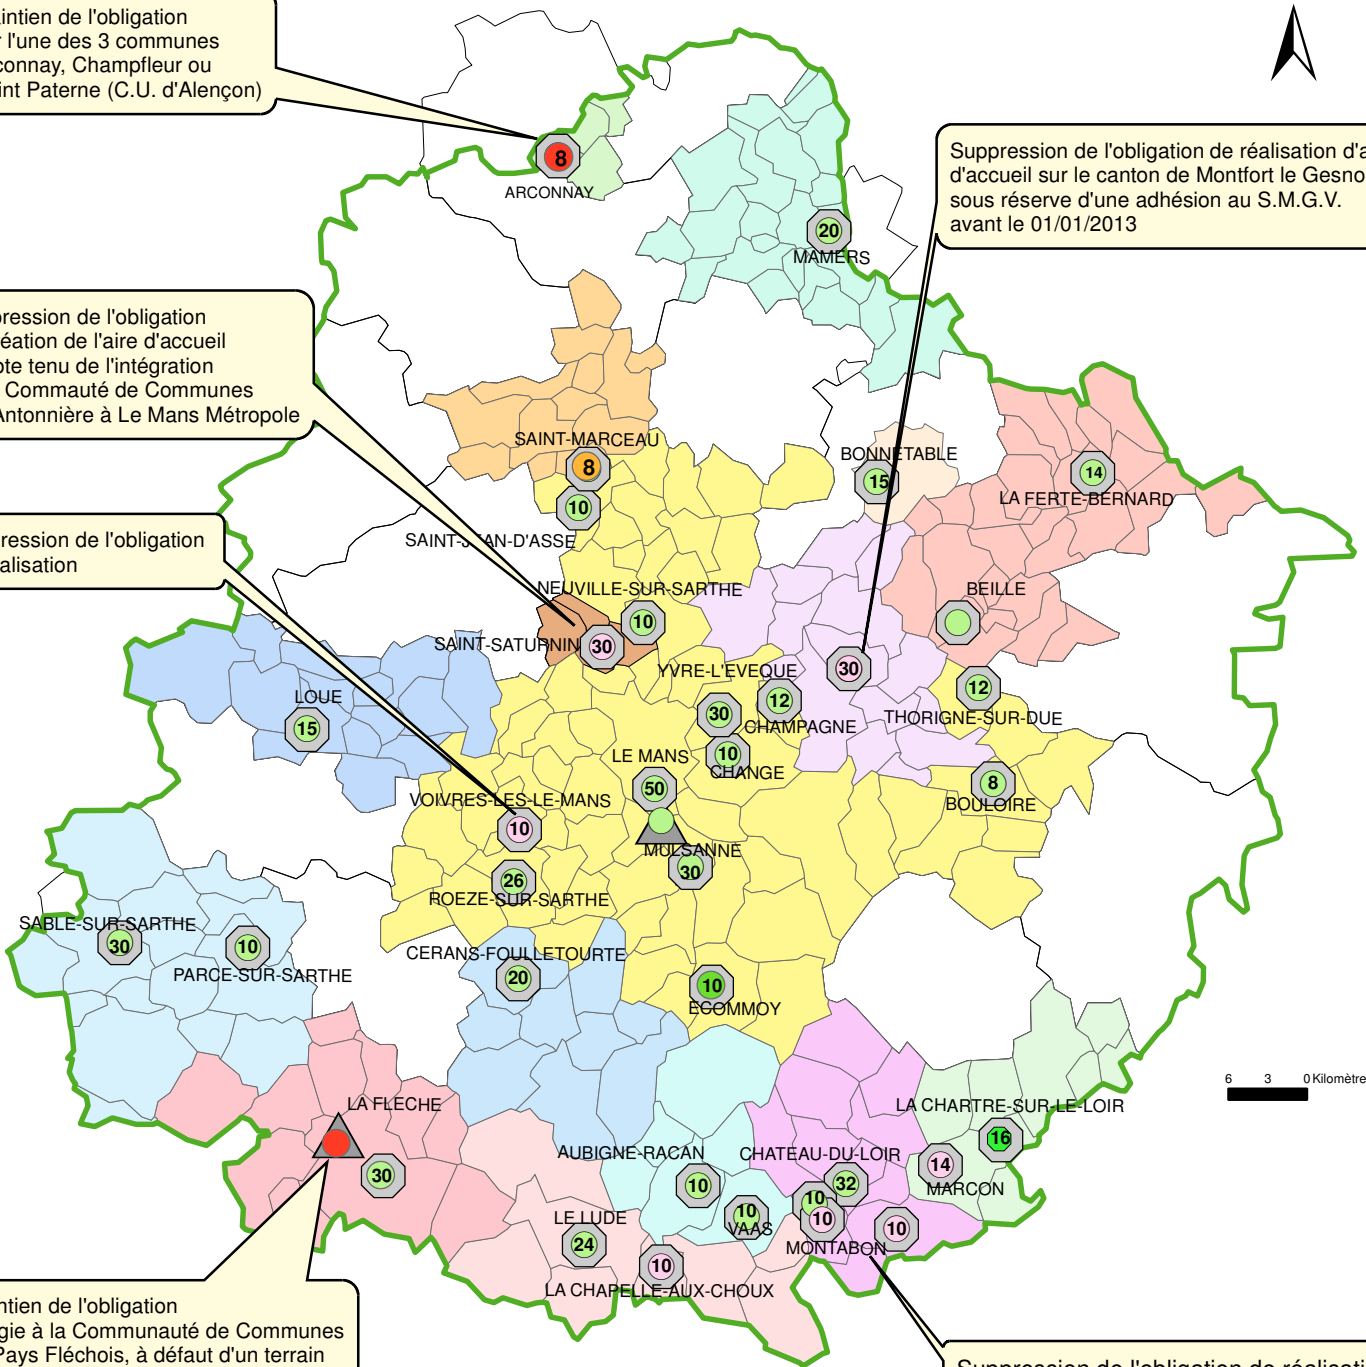 intien de l'obligation
r l'une des 3 communes
connay, Champfleur ou
int Paterne (C.U. d'Alençon)
8
ARCONNAY
Suppression de l'obligation de réalisation d'a
d'accueil sur le canton de Montfort le Gesno
sous réserve d'une adhésion au S.M.G.V.
avant le 01/01/2013
20
MAMERS
pression de l'obligation
éation de l'aire d'accueil
pte tenu de l'intégration
Commauté de Communes
Antonnière à Le Mans Métropole
SAINT-MARCEAU
8
10
SAINT-JEAN-D'ASSE
BONNETABLE
15
14
LA FERTE-BERNARD
pression de l'obligation
alisation
NEUVILLE-SUR-SARTHE
10
BEILLE
SAINT-SATURNIN
30
YVRE-L'EVEQUE
30
12
CHAMPAGNE
30
12
THORIGNE-SUR-DUE
LOUE
15
LE MANS
50
10
CHANGE
8
BOULOIRE
VOIVRES-LES-LE-MANS
10
MULSANNE
30
26
ROEZE-SUR-SARTHE
SABLE-SUR-SARTHE
30
10
PARCE-SUR-SARTHE
CERANS-FOULLETOURTE
20
10
ECOMMOY
6 3 0 Kilomètre
LA FLECHE
30
LA CHARTRE-SUR-LE-LOIR
16
AUBIGNE-RACAN
10
CHATEAU-DU-LOIR
32
14
MARCON
10
VAAS
10
10
MONTABON
10
LE LUDE
24
10
LA CHAPELLE-AUX-CHOUX
ntien de l'obligation
gie à la Communauté de Communes
Pays Fléchois, à défaut d'un terrain
Suppression de l'obligation de réalisati